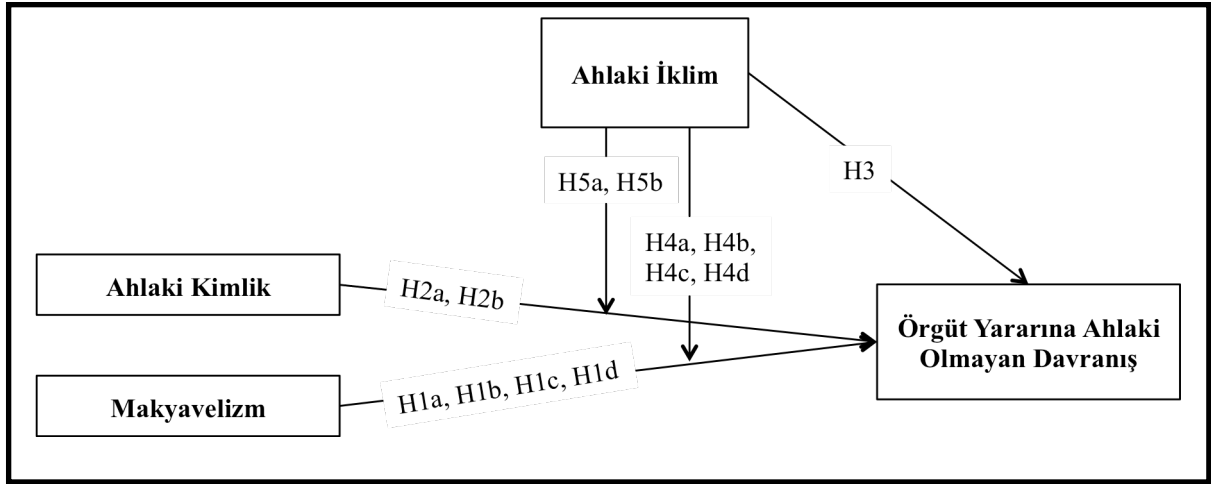 Ahlaki İklim
H5a, H5b
H3
H4a, H4b,
H4c, H4d
Ahlaki Kimlik
H2a, H2b
Örgüt Yararına Ahlaki
Olmayan Davranış
Makyavelizm
H1a, H1b, H1c, H1d